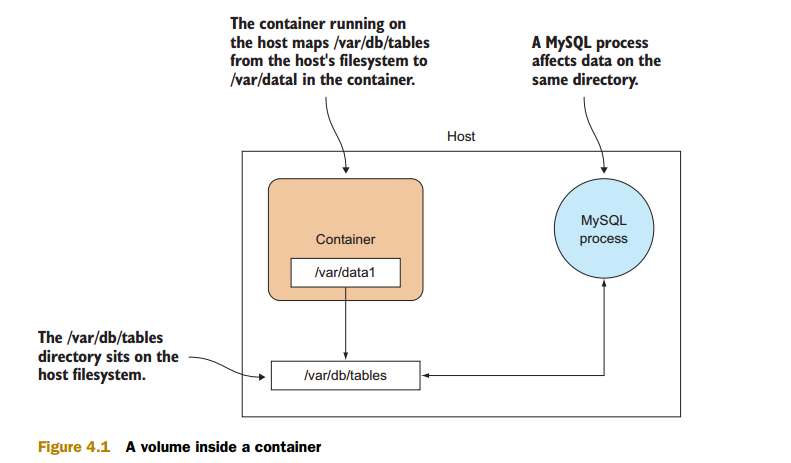 The container running on
the host maps /var/db/tables
from the host's filesystem to
/var/data1 in the container.
A MySQL process
affects data on the
same directory.
Host
Container
/var/data1
MySQL
process
The /var/db/tables
directory sits on the
host filesystem.
/var/db/tables
Figure 4.1 A volume inside a container